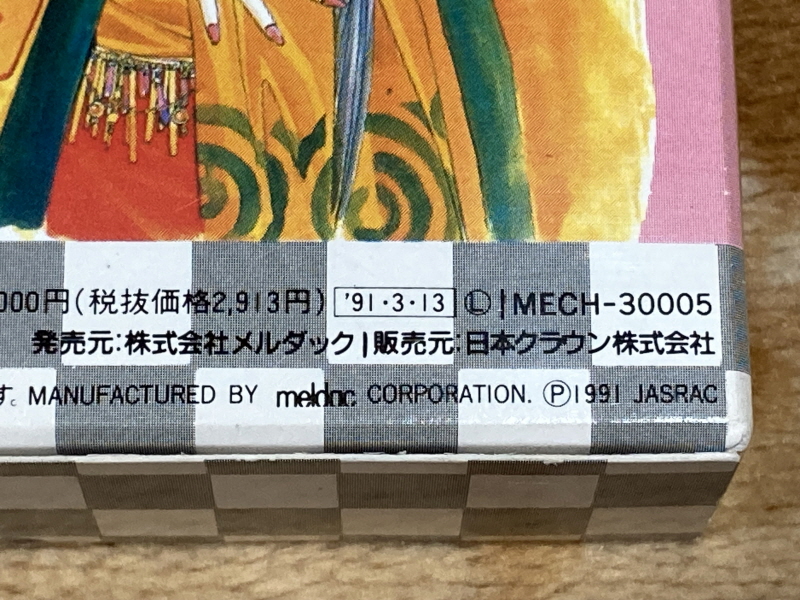 000円(税抜価格2,913円) '91・3・13 Ⓛ|MECH-30005
発売元:株式会社メルダック|販売元:日本クラウン株式会社
す。MANUFACTURED BY meldac CORPORATION. Ⓟ1991 JASRAC